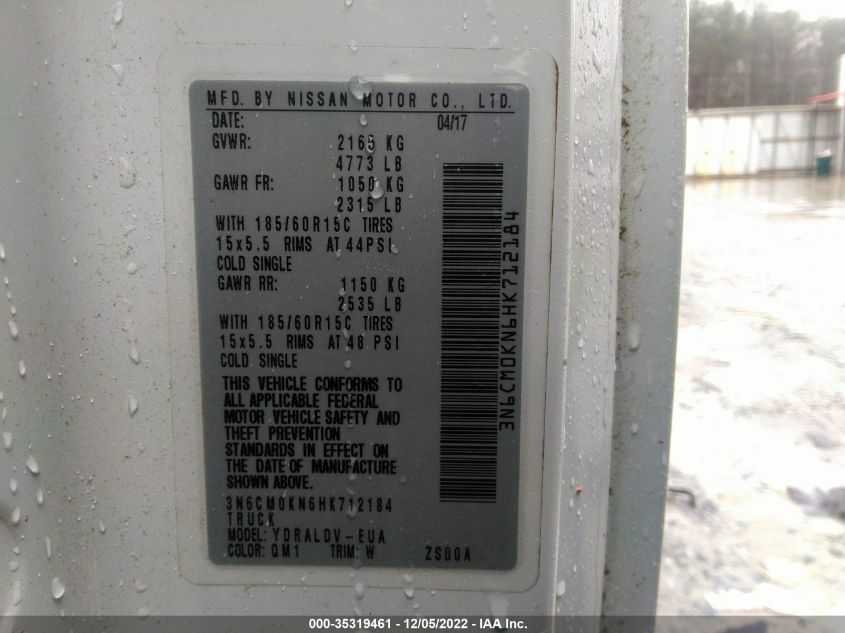 MFD. BY NISSAN MOTOR CO., LTD.
DATE: 04/17
GVWR: 2165 KG
4773 LB
GAWR FR: 1050 KG
2315 LB
WITH 185/60R15C TIRES
15x5.5 RIMS AT 44PSI
COLD SINGLE
GAWR RR: 1150 KG
2535 LB
WITH 185/60R15C TIRES
15x5.5 RIMS AT 48 PSI
COLD SINGLE
THIS VEHICLE CONFORMS TO
ALL APPLICABLE FEDERAL
MOTOR VEHICLE SAFETY AND
THEFT PREVENTION
STANDARDS IN EFFECT ON
THE DATE OF MANUFACTURE
SHOWN ABOVE.
3N6CM0KN6HK712184
TRUCK
MODEL: YDRALDV-EUA
COLOR: QM1 TRIM: W ZS00A
3N6CM0KN6HK712184
000-35319461 - 12/05/2022 - IAA Inc.